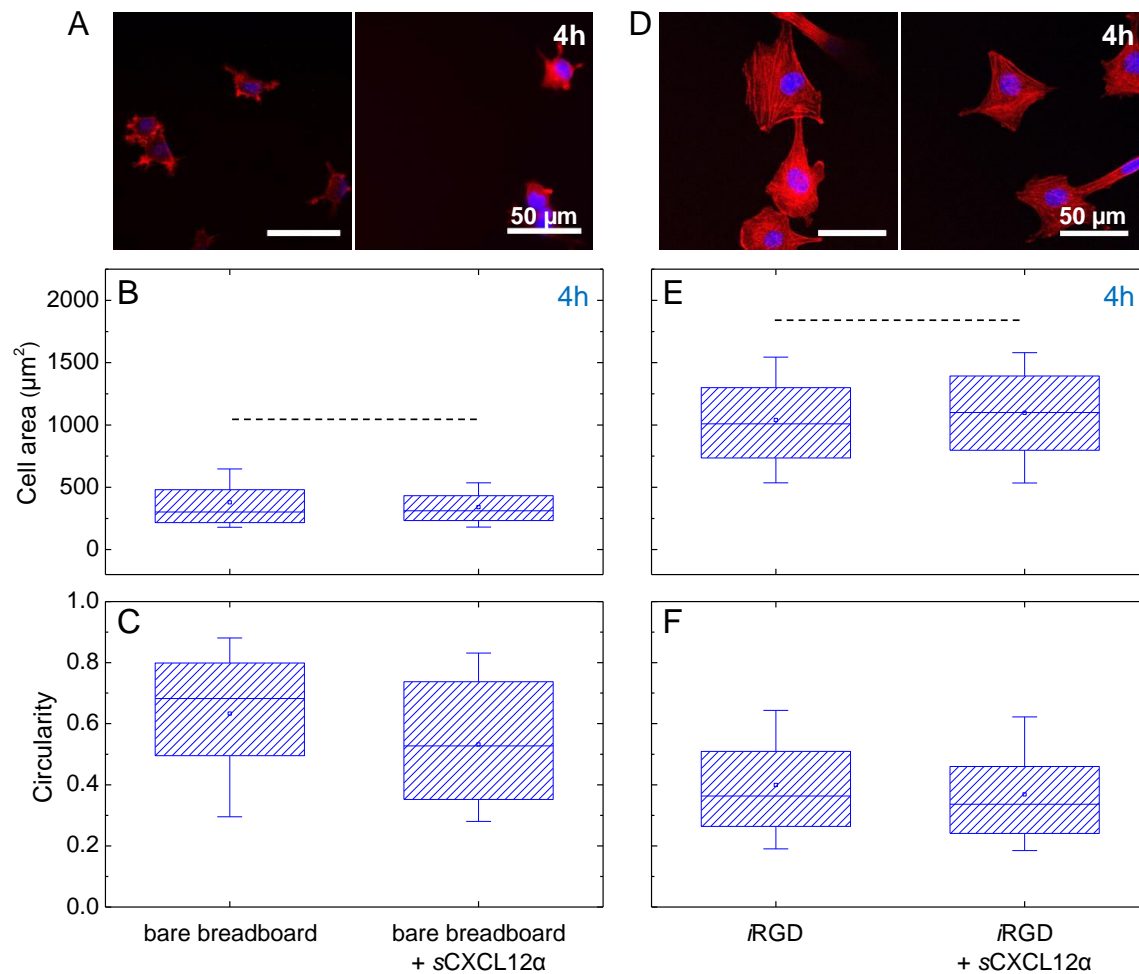 A
4h
50 µm
D
4h
50 µm
B
4h
Cell area (µm²)
2000
1500
1000
500
0
E
4h
C
Circularity
1.0
0.8
0.6
0.4
0.2
0.0
F
bare breadboard
bare breadboard
+ sCXCL12α
iRGD
iRGD
+ sCXCL12α